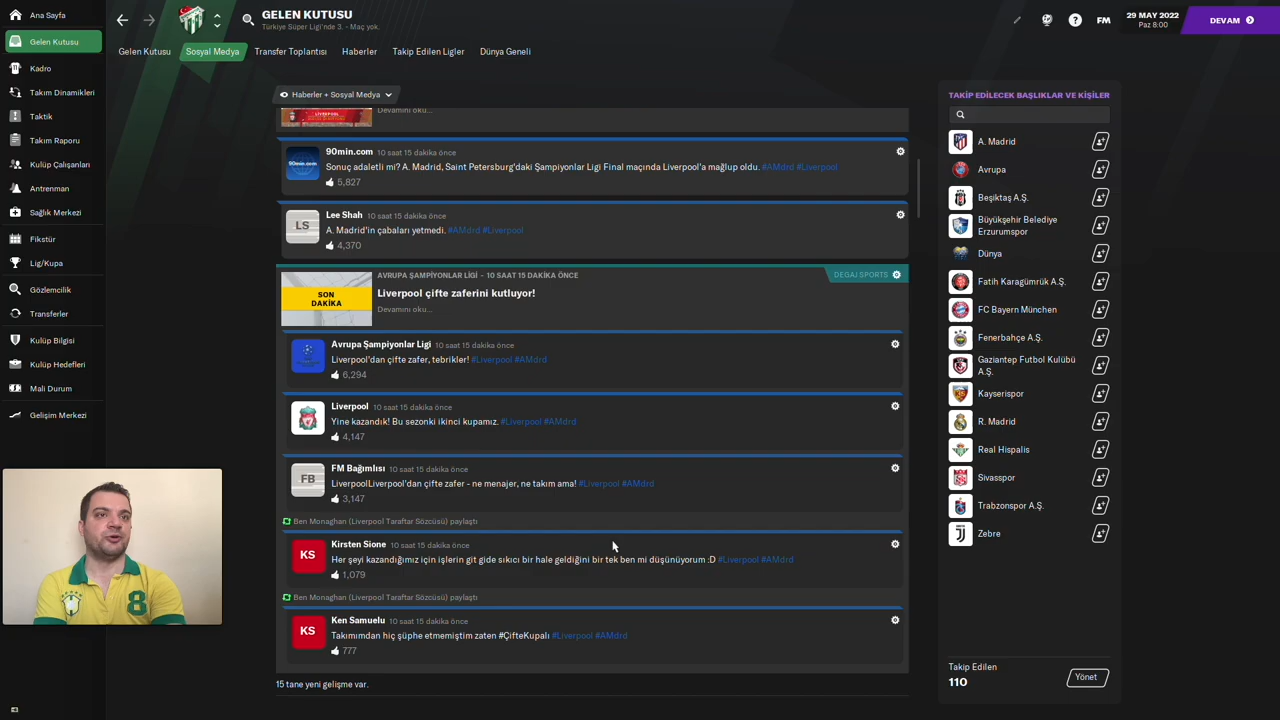 Ana Sayfa
Gelen Kutusu
Kadro
Takım Dinamikleri
Taktik
Takım Raporu
Kulüp Çalışanları
Antrenman
Sağlık Merkezi
Fikstür
Lig/Kupa
Gözlemcilik
Transferler
Kulüp Bilgisi
Kulüp Hedefleri
Mali Durum
Gelişim Merkezi
GELEN KUTUSU
Türkiye Süper Ligi'nde 3. - Maç yok.
FM
29 MAY 2022
Paz 8:00
DEVAM
Gelen Kutusu
Sosyal Medya
Transfer Toplantısı
Haberler
Takip Edilen Ligler
Dünya Geneli
Haberler + Sosyal Medya
LIVERPOOL
Devamını oku...
90min.com
90min.com 10 saat 15 dakika önce
Sonuç adaletli mi? A. Madrid, Saint Petersburg'daki Şampiyonlar Ligi Final maçında Liverpool'a mağlup oldu. #AMdrd #Liverpool
5,827
LS
Lee Shah 10 saat 15 dakika önce
A. Madrid'in çabaları yetmedi. #AMdrd #Liverpool
4,370
SON
DAKİKA
AVRUPA ŞAMPİYONLAR LİGİ - 10 SAAT 15 DAKİKA ÖNCE
DEGAJ SPORTS
Liverpool çifte zaferini kutluyor!
Devamını oku...
Avrupa Şampiyonlar Ligi 10 saat 15 dakika önce
Liverpool'dan çifte zafer, tebrikler! #Liverpool #AMdrd
6,294
Liverpool 10 saat 15 dakika önce
Yine kazandık! Bu sezonki ikinci kupamız. #Liverpool #AMdrd
4,147
FB
FM Bağımlısı 10 saat 15 dakika önce
LiverpoolLiverpool'dan çifte zafer - ne menajer, ne takım ama! #Liverpool #AMdrd
3,147
Ben Monaghan (Liverpool Taraftar Sözcüsü) paylaştı
KS
Kirsten Sione 10 saat 15 dakika önce
Her şeyi kazandığımız için işlerin git gide sıkıcı bir hale geldiğini bir tek ben mi düşünüyorum :D #Liverpool #AMdrd
1,079
Ben Monaghan (Liverpool Taraftar Sözcüsü) paylaştı
KS
Ken Samuelu 10 saat 15 dakika önce
Takımımdan hiç şüphe etmemiştim zaten #ÇifteKupalı #Liverpool #AMdrd
777
15 tane yeni gelişme var.
TAKİP EDİLECEK BAŞLIKLAR VE KİŞİLER
A. Madrid
Avrupa
Beşiktaş A.Ş.
Büyükşehir Belediye
Erzurumspor
Dünya
Fatih Karagümrük A.Ş.
FC Bayern München
Fenerbahçe A.Ş.
Gaziantep Futbol Kulübü
A.Ş.
Kayserispor
R. Madrid
Real Hispalis
Sivasspor
Trabzonspor A.Ş.
Zebre
Takip Edilen
110
Yönet
8